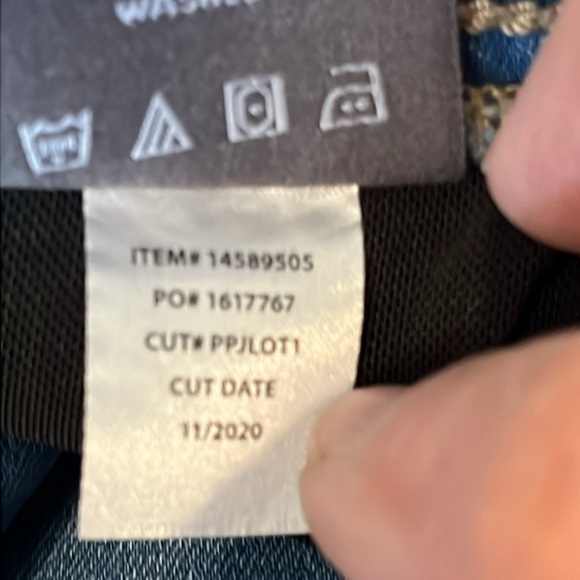 ITEM# 14589505
PO# 1617767
CUT# PPJLOT1
CUT DATE
11/2020